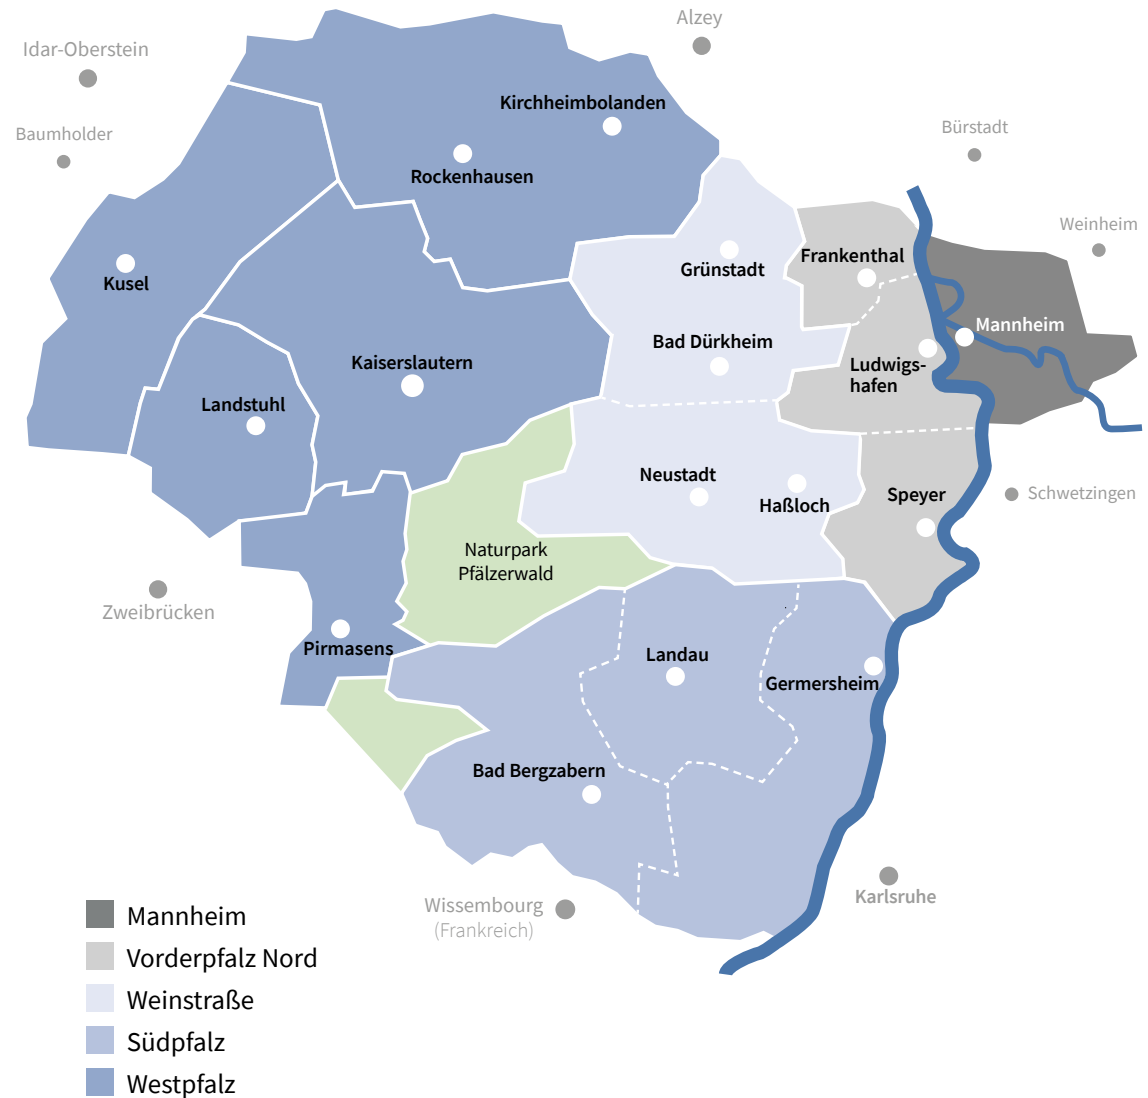 Alzey
Idar-Oberstein
Kirchheimbolanden
Bürstadt
Baumholder
Rockenhausen
Weinheim
Frankenthal
Grünstadt
Kusel
Mannheim
Bad Dürkheim
Kaiserslautern
Ludwigs-
hafen
Landstuhl
Neustadt
Haßloch
Speyer
Schwetzingen
Naturpark
Pfälzerwald
Zweibrücken
Pirmasens
Landau
Germersheim
Bad Bergzabern
Karlsruhe
Wissembourg
(Frankreich)
Mannheim
Vorderpfalz Nord
Weinstraße
Südpfalz
Westpfalz